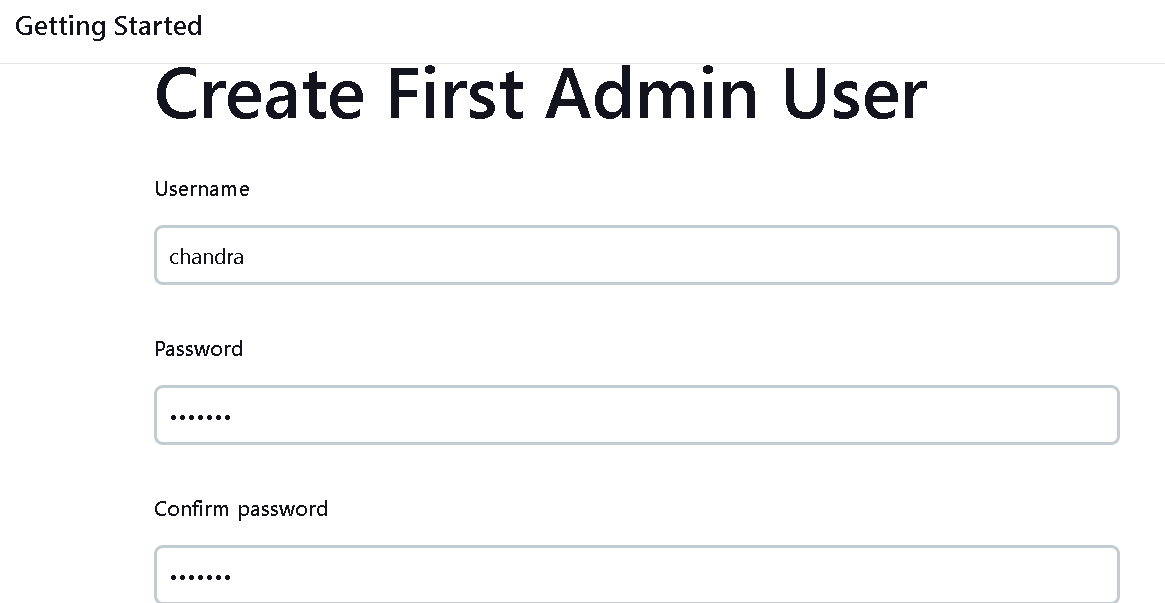 Getting Started
Create First Admin User
Username
chandra
Password
•••••••
Confirm password
•••••••